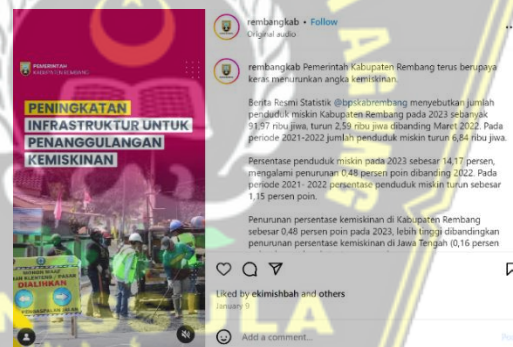 PEMERINTAH
KABUPATEN REMBANG
PENINGKATAN
INFRASTRUKTUR UNTUK
PENANGGULANGAN
KEMISKINAN
MOHON MAAF
DIALIHKAN
rembangkab • Follow
Original audio
rembangkab Pemerintah Kabupaten Rembang terus berupaya
keras menurunkan angka kemiskinan.
Berita Resmi Statistik @bpskabrembang menyebutkan jumlah
penduduk miskin Kabupaten Rembang pada 2023 sebanyak
91,97 ribu jiwa, turun 2,59 ribu jiwa dibanding Maret 2022. Pada
periode 2021-2022 jumlah penduduk miskin turun 6,84 ribu jiwa.
Persentase penduduk miskin pada 2023 sebesar 14,17 persen,
mengalami penurunan 0,48 persen poin dibanding 2022. Pada
periode 2021- 2022 persentase penduduk miskin turun sebesar
1,15 persen poin.
Penurunan persentase kemiskinan di Kabupaten Rembang
sebesar 0,48 persen poin pada 2023, lebih tinggi dibandingkan
penurunan persentase kemiskinan di Jawa Tengah (0,16 persen
Liked by ekimishbah and others
January 9
Add a comment...